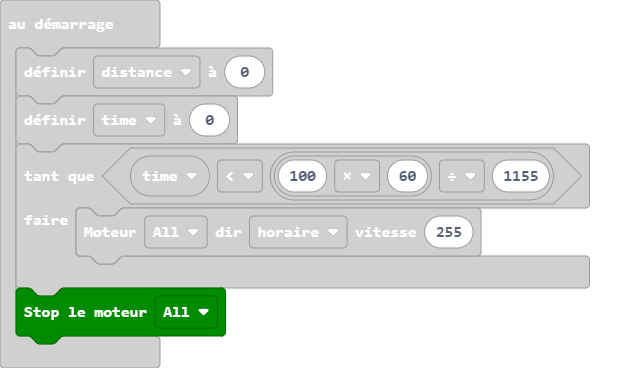 au démarrage
définir distance à 0
définir time à 0
tant que time < 100 × 60 ÷ 1155
faire
Moteur All dir horaire vitesse 255
Stop le moteur All